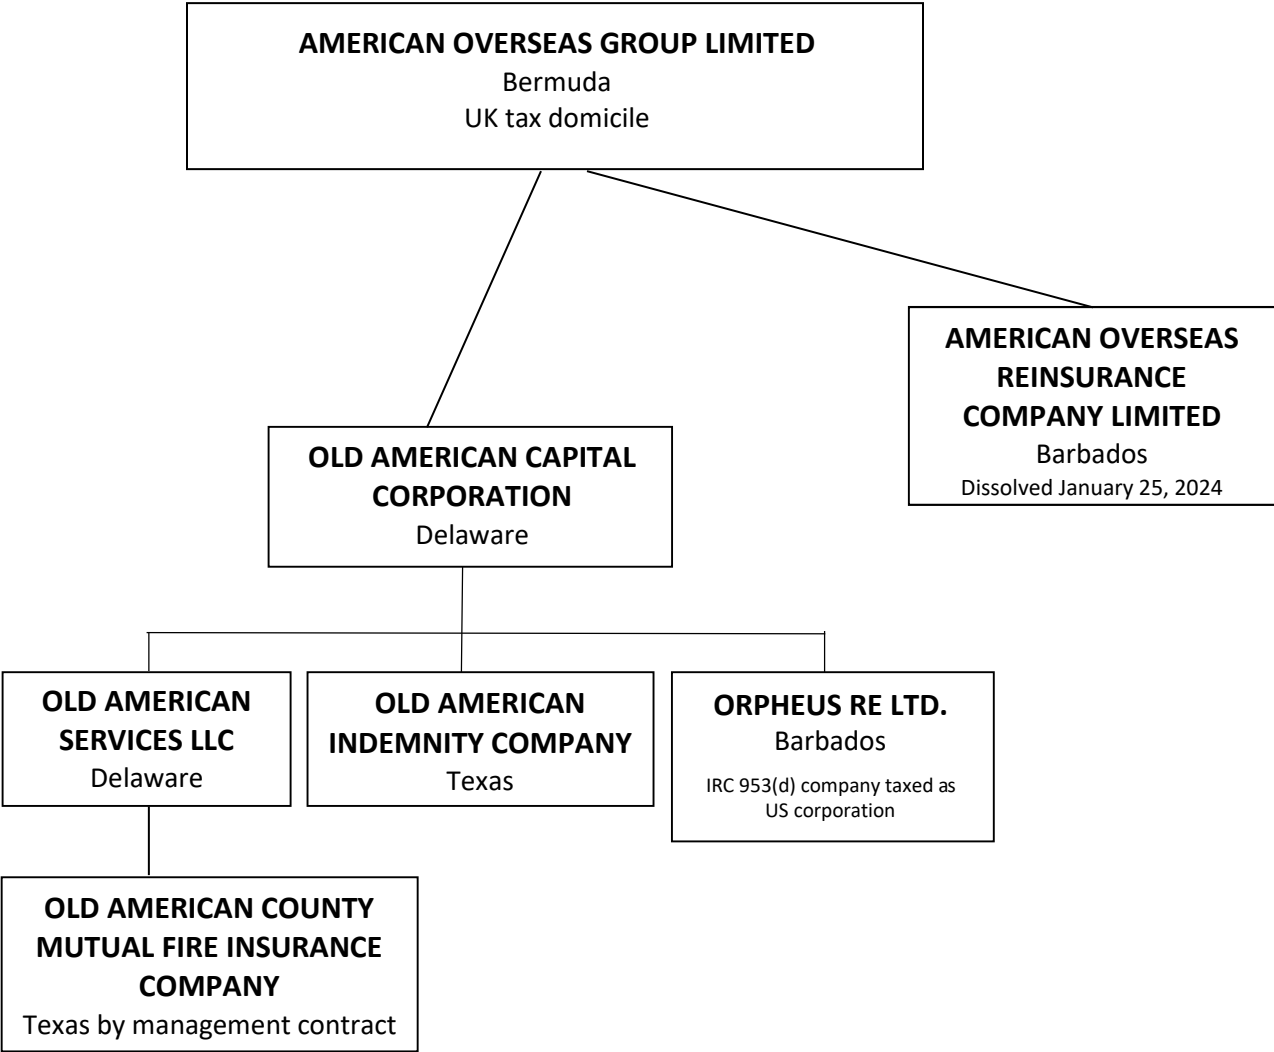 AMERICAN OVERSEAS GROUP LIMITED
Bermuda
UK tax domicile
AMERICAN OVERSEAS
REINSURANCE
COMPANY LIMITED
Barbados
Dissolved January 25, 2024
OLD AMERICAN CAPITAL
CORPORATION
Delaware
OLD AMERICAN
SERVICES LLC
Delaware
OLD AMERICAN
INDEMNITY COMPANY
Texas
ORPHEUS RE LTD.
Barbados
IRC 953(d) company taxed as
US corporation
OLD AMERICAN COUNTY
MUTUAL FIRE INSURANCE
COMPANY
Texas by management contract